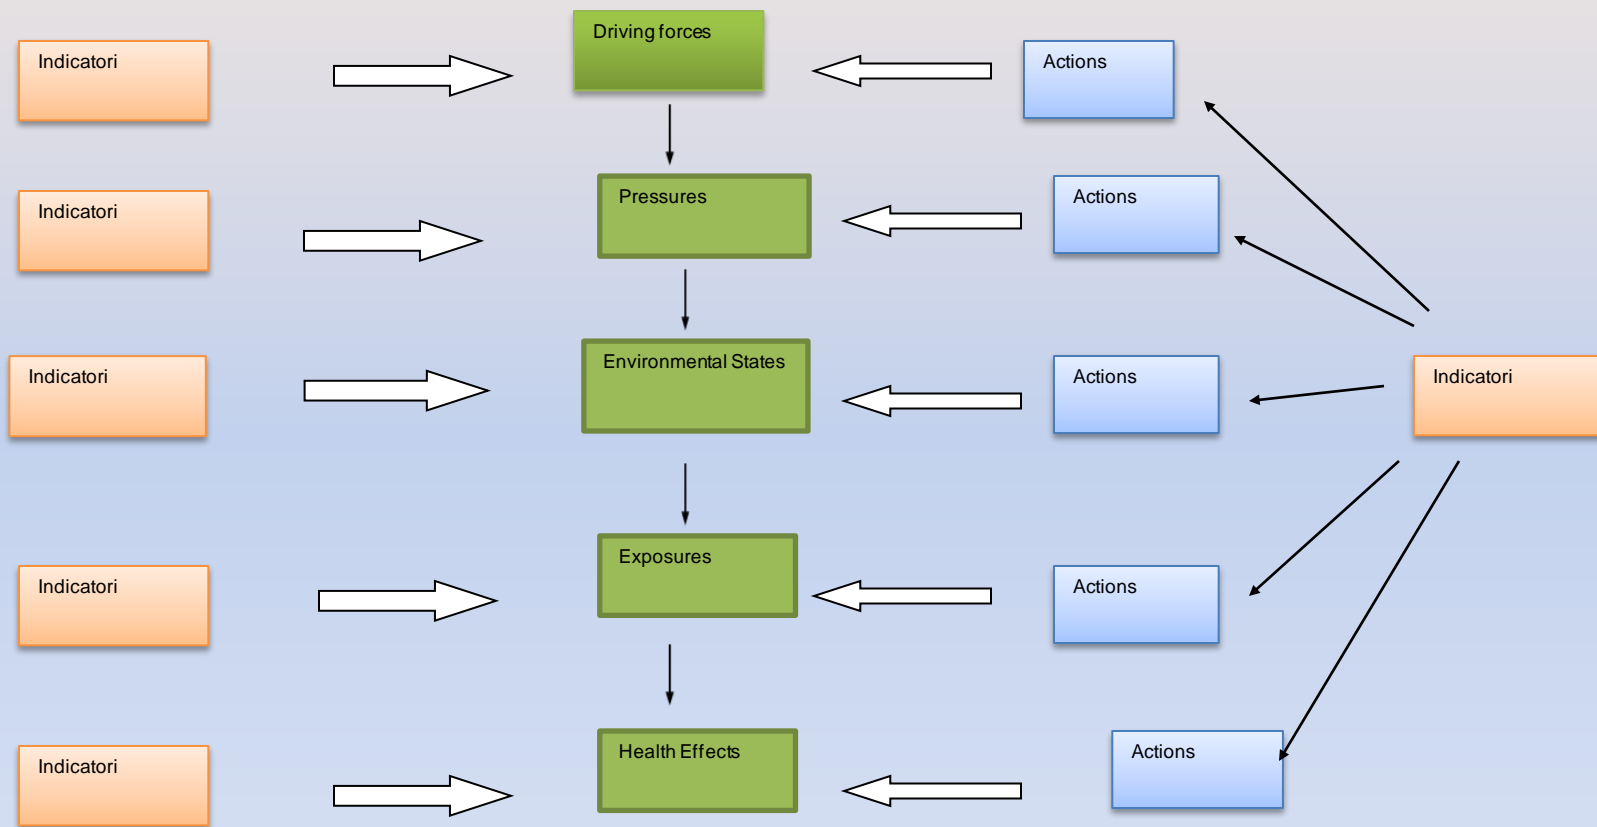 Driving forces
Indicatori
Actions
Indicatori
Pressures
Actions
Indicatori
Environmental States
Actions
Indicatori
Indicatori
Exposures
Actions
Indicatori
Health Effects
Actions